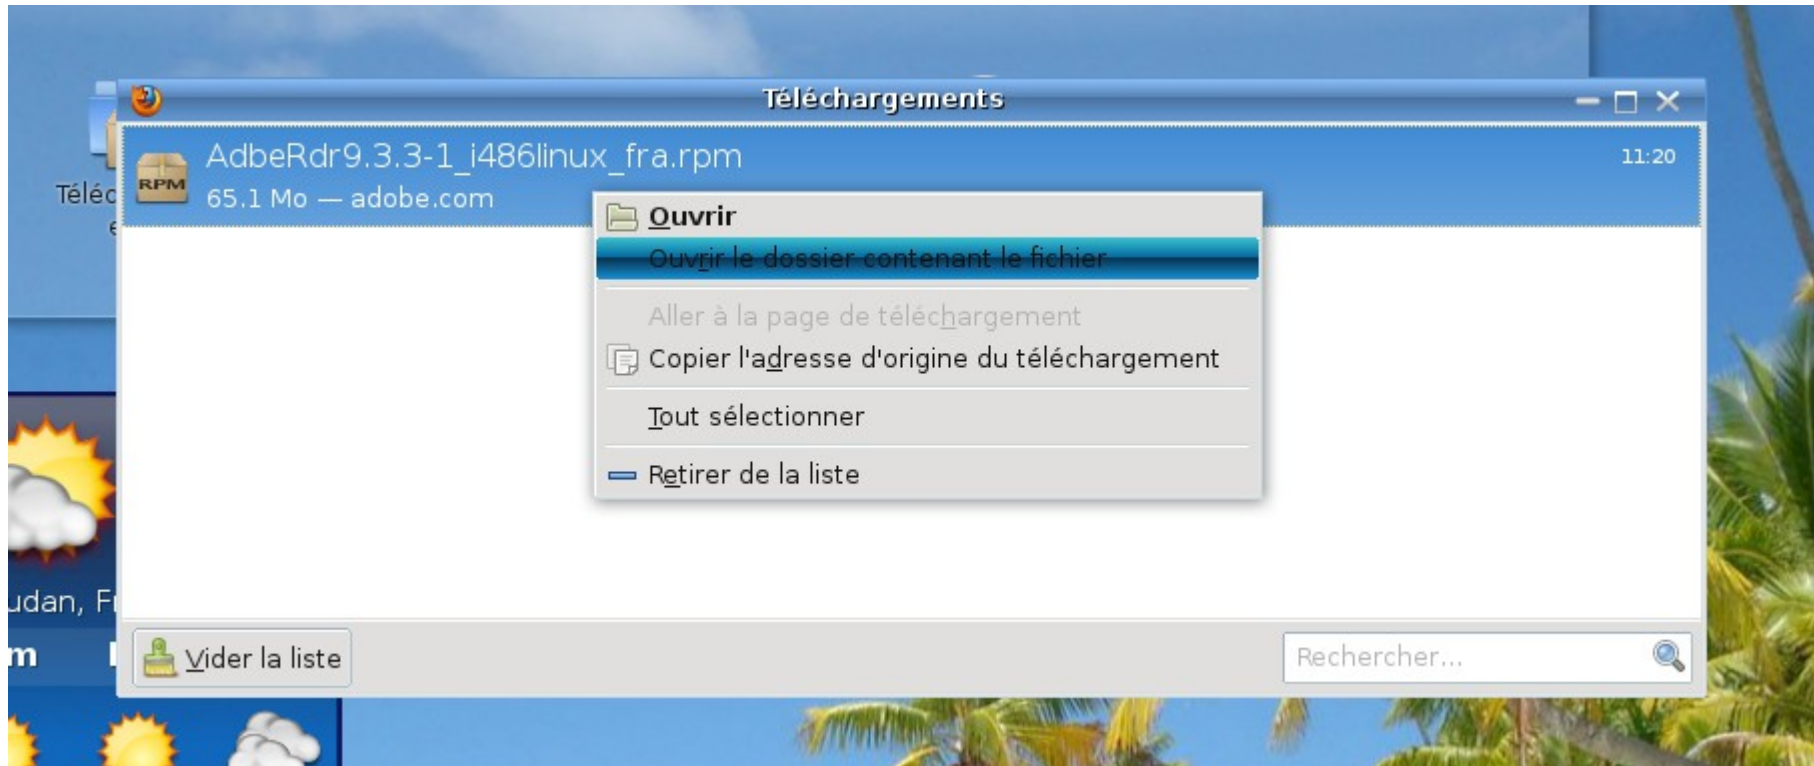 Téléchargements
AdbeRdr9.3.3-1_i486linux_fra.rpm
11:20
RPM
65.1 Mo — adobe.com
Ouvrir
Ouvrir le dossier contenant le fichier
Aller à la page de téléchargement
Copier l'adresse d'origine du téléchargement
Tout sélectionner
Retirer de la liste
Vider la liste
Rechercher...